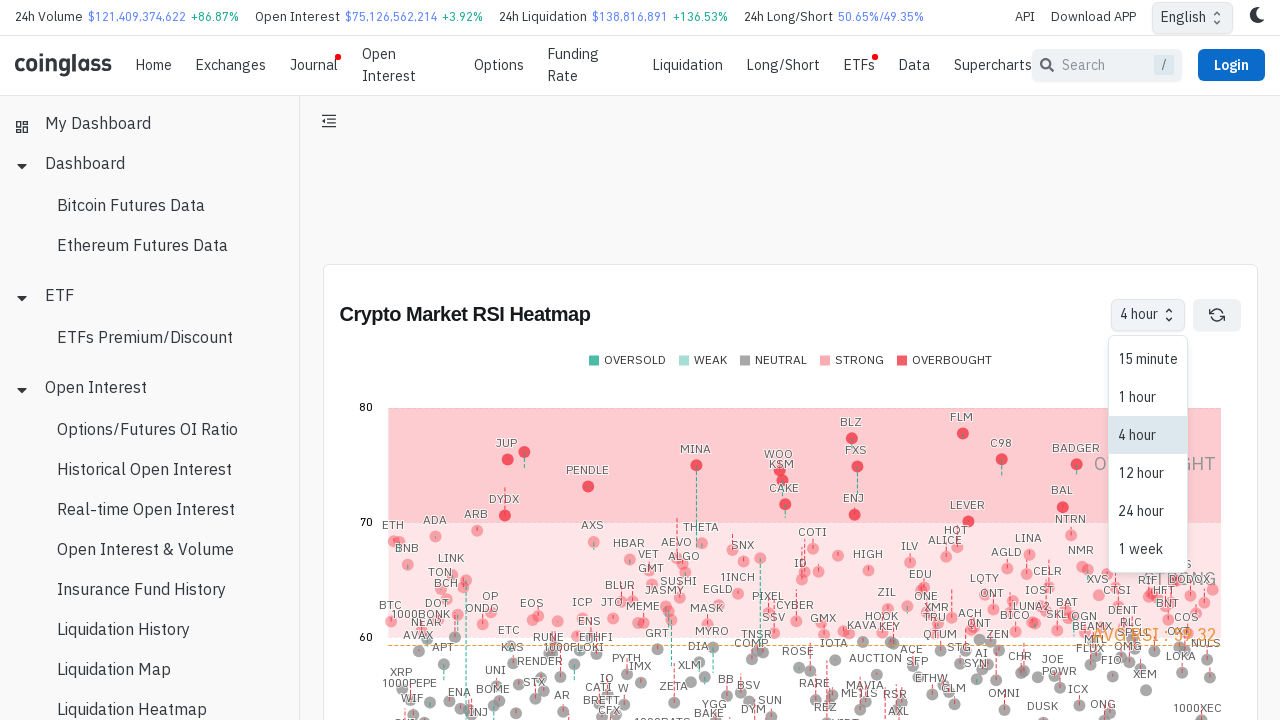 24h Volume $121,409,374,622 +86.87% Open Interest $75,126,562,214 +3.92% 24h Liquidation $138,816,891 +136.53% 24h Long/Short 50.65%/49.35% API Download APP English
coinglass Home Exchanges Journal Open Interest Options Funding Rate Liquidation Long/Short ETFs Data Supercharts Search / Login
My Dashboard
Dashboard
Bitcoin Futures Data
Ethereum Futures Data
ETF
ETFs Premium/Discount
Open Interest
Options/Futures OI Ratio
Historical Open Interest
Real-time Open Interest
Open Interest & Volume
Insurance Fund History
Liquidation History
Liquidation Map
Liquidation Heatmap
Crypto Market RSI Heatmap
4 hour
15 minute
1 hour
4 hour
12 hour
24 hour
1 week
OVERSOLD WEAK NEUTRAL STRONG OVERBOUGHT
80
FLM
BLZ
JUP MINA FXS C98 BADGER
WOO
KSM
PENDLE
CAKE
DYDX ENJ BAL
LEVER
70
ETH ADA ARB AXS THETA COTI HOT NTRN
BNB HBAR AEVO SNX ALICE LINA
LINK VET ALGO ID HIGH ILV AGLD NMR
TON GMT 1INCH EDU CELR XVS RIF DODOX
BCH BLUR SUSHI JASMY EGLD PIXEL ZIL LQTY IOST CTSI HFT
BTC DOT OP ONDO EOS ICP JTO MEME MASK CYBER ONE XMR QNT LUNA2 BAT BNT
1000BONK NEAR ENS SSV GMX HOOK TRU ACH BICO SKL OGN DENT COS
AVAX ETC RUNE ETHFI GRT MYRO TNSR KAVA KEY QTUM ONT ZEN BEAMX RLC
60
AVG RSI : 59.32
APT KAS 1000FLOKI DIA COMP IOTA ACE STG AI MTL FLUX OMG NULS
RENDER PYTH IMX XLM ROSE AUCTION SFP SYN CHR JOE FIO LOKA
XRP UNI IO POWR XEM
1000PEPE STX CATI W ZETA BB BSV RARE MAVIA ETHW GLM
WIF ENA BOME AR BRETT YGG SUN METIS RSR OMNI ICX
INJ CFX BAKE DYM REZ AXL DUSK ONG 1000XEC